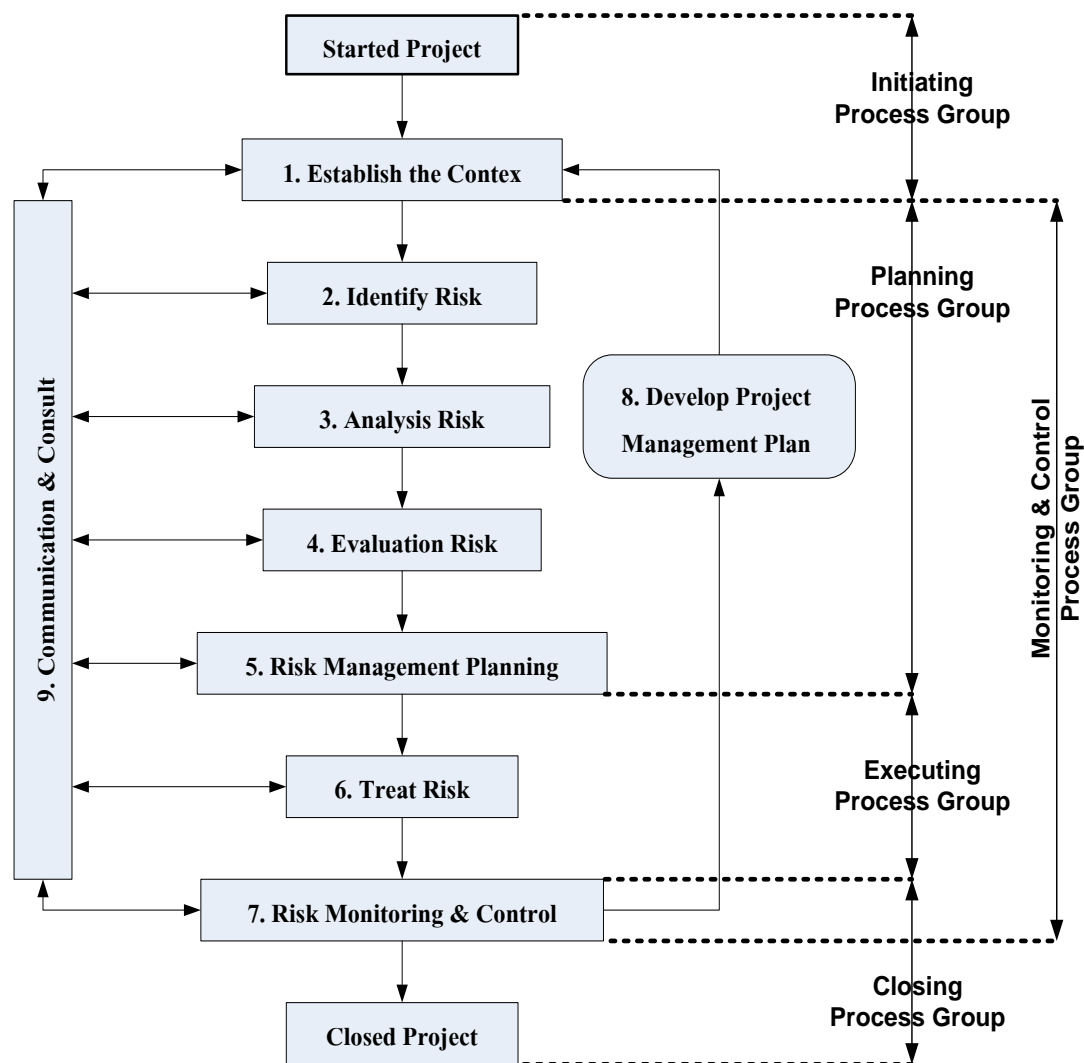 Started Project
Initiating
Process Group
1. Establish the Contex
2. Identify Risk
Planning
Process Group
3. Analysis Risk
8. Develop Project
Management Plan
4. Evaluation Risk
9. Communication & Consult
Monitoring & Control
Process Group
5. Risk Management Planning
6. Treat Risk
Executing
Process Group
7. Risk Monitoring & Control
Closed Project
Closing
Process Group